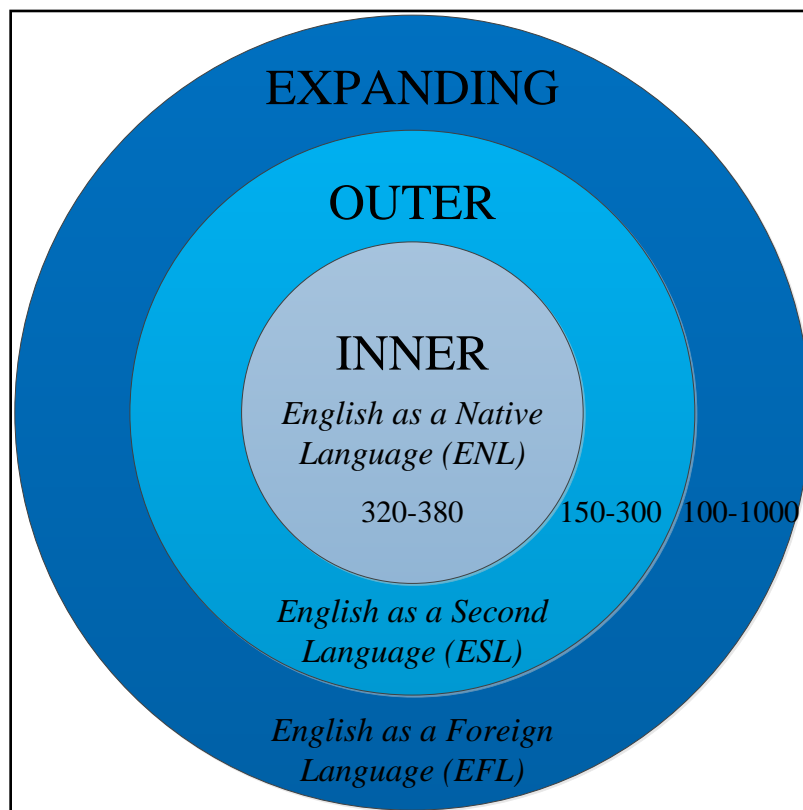 EXPANDING
OUTER
INNER
English as a Native
Language (ENL)
320-380 150-300 100-1000
English as a Second
Language (ESL)
English as a Foreign
Language (EFL)